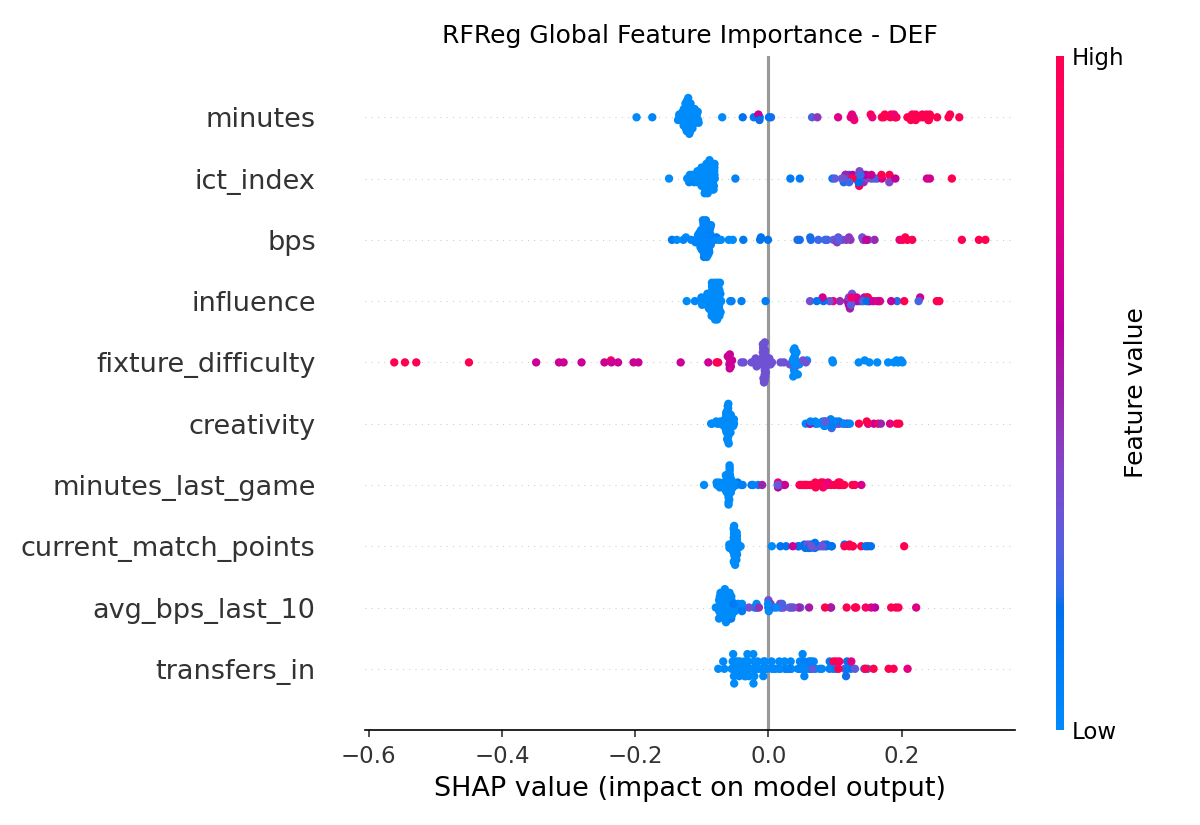 RFReg Global Feature Importance - DEF
High
minutes
ict_index
bps
influence
fixture_difficulty
creativity
minutes_last_game
current_match_points
avg_bps_last_10
transfers_in
Feature value
Low
−0.6 −0.4 −0.2 0.0 0.2
SHAP value (impact on model output)